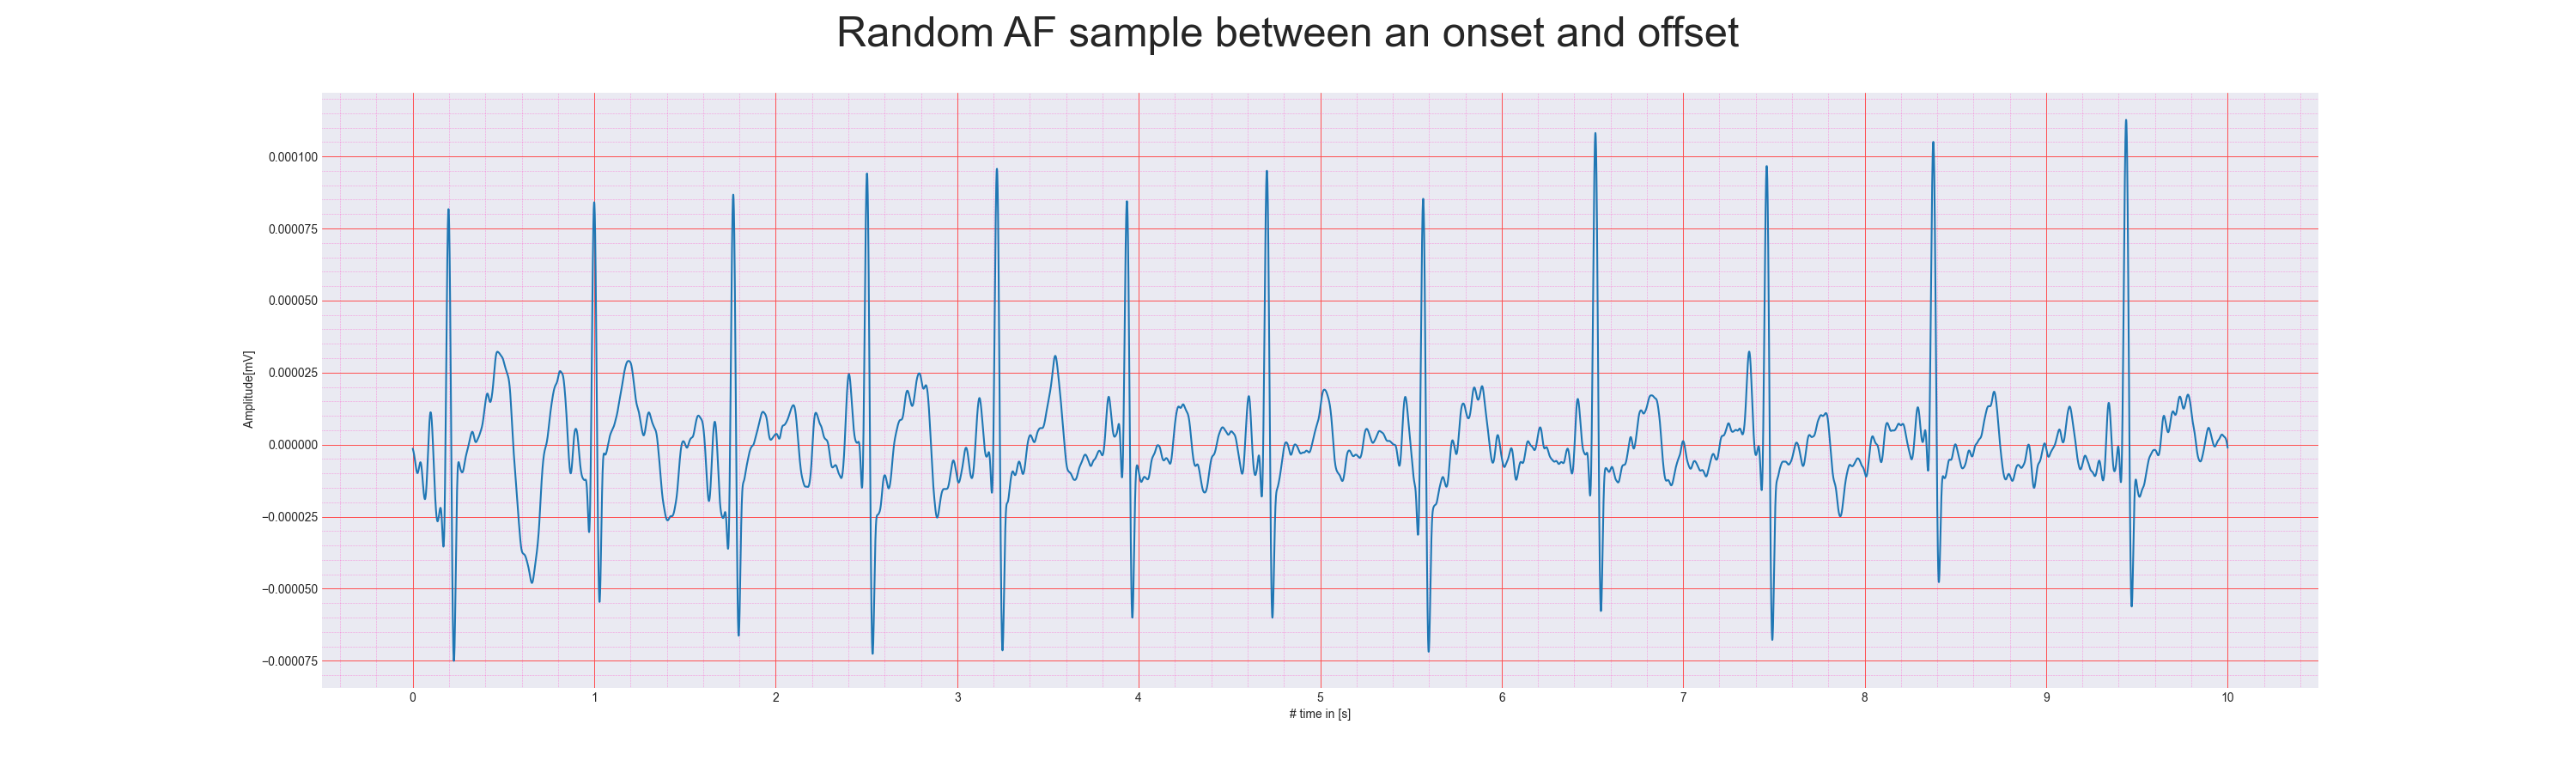 Random AF sample between an onset and offset
0.000100
0.000075
0.000050
0.000025
0.000000
−0.000025
−0.000050
−0.000075
Amplitude[mV]
0 1 2 3 4 5 6 7 8 9 10
# time in [s]